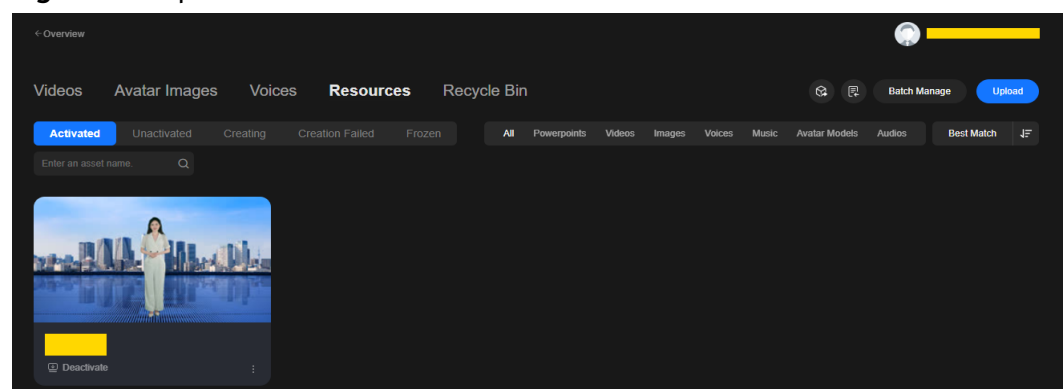 ← Overview
Videos Avatar Images Voices Resources Recycle Bin Batch Manage Upload
Activated Unactivated Creating Creation Failed Frozen All Powerpoints Videos Images Voices Music Avatar Models Audios Best Match
Enter an asset name.
Deactivate